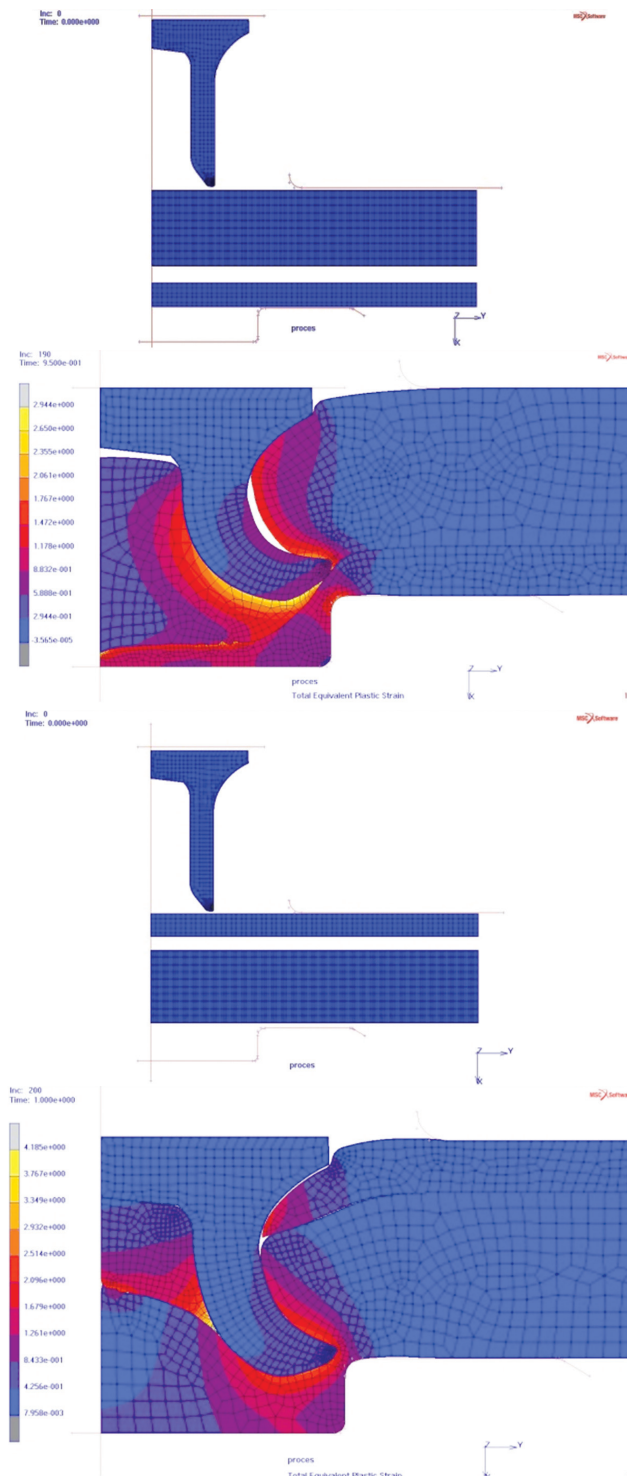 Inc: 0
Time: 0.000e+000
MSC Software
Z
Y
X
proces
Inc: 190
Time: 9.500e-001
MSC Software
2.944e+000
2.650e+000
2.355e+000
2.061e+000
1.767e+000
1.472e+000
1.178e+000
8.832e-001
5.888e-001
2.944e-001
-3.565e-005
Z
Y
X
proces
Total Equivalent Plastic Strain
Inc: 0
Time: 0.000e+000
MSC Software
Z
Y
X
proces
Inc: 200
Time: 1.000e+000
MSC Softwa
4.185e+000
3.767e+000
3.349e+000
2.932e+000
2.514e+000
2.096e+000
1.679e+000
1.261e+000
8.433e-001
4.256e-001
7.958e-003
Z
Y
X
proces
Total Equivalent Plastic Strain